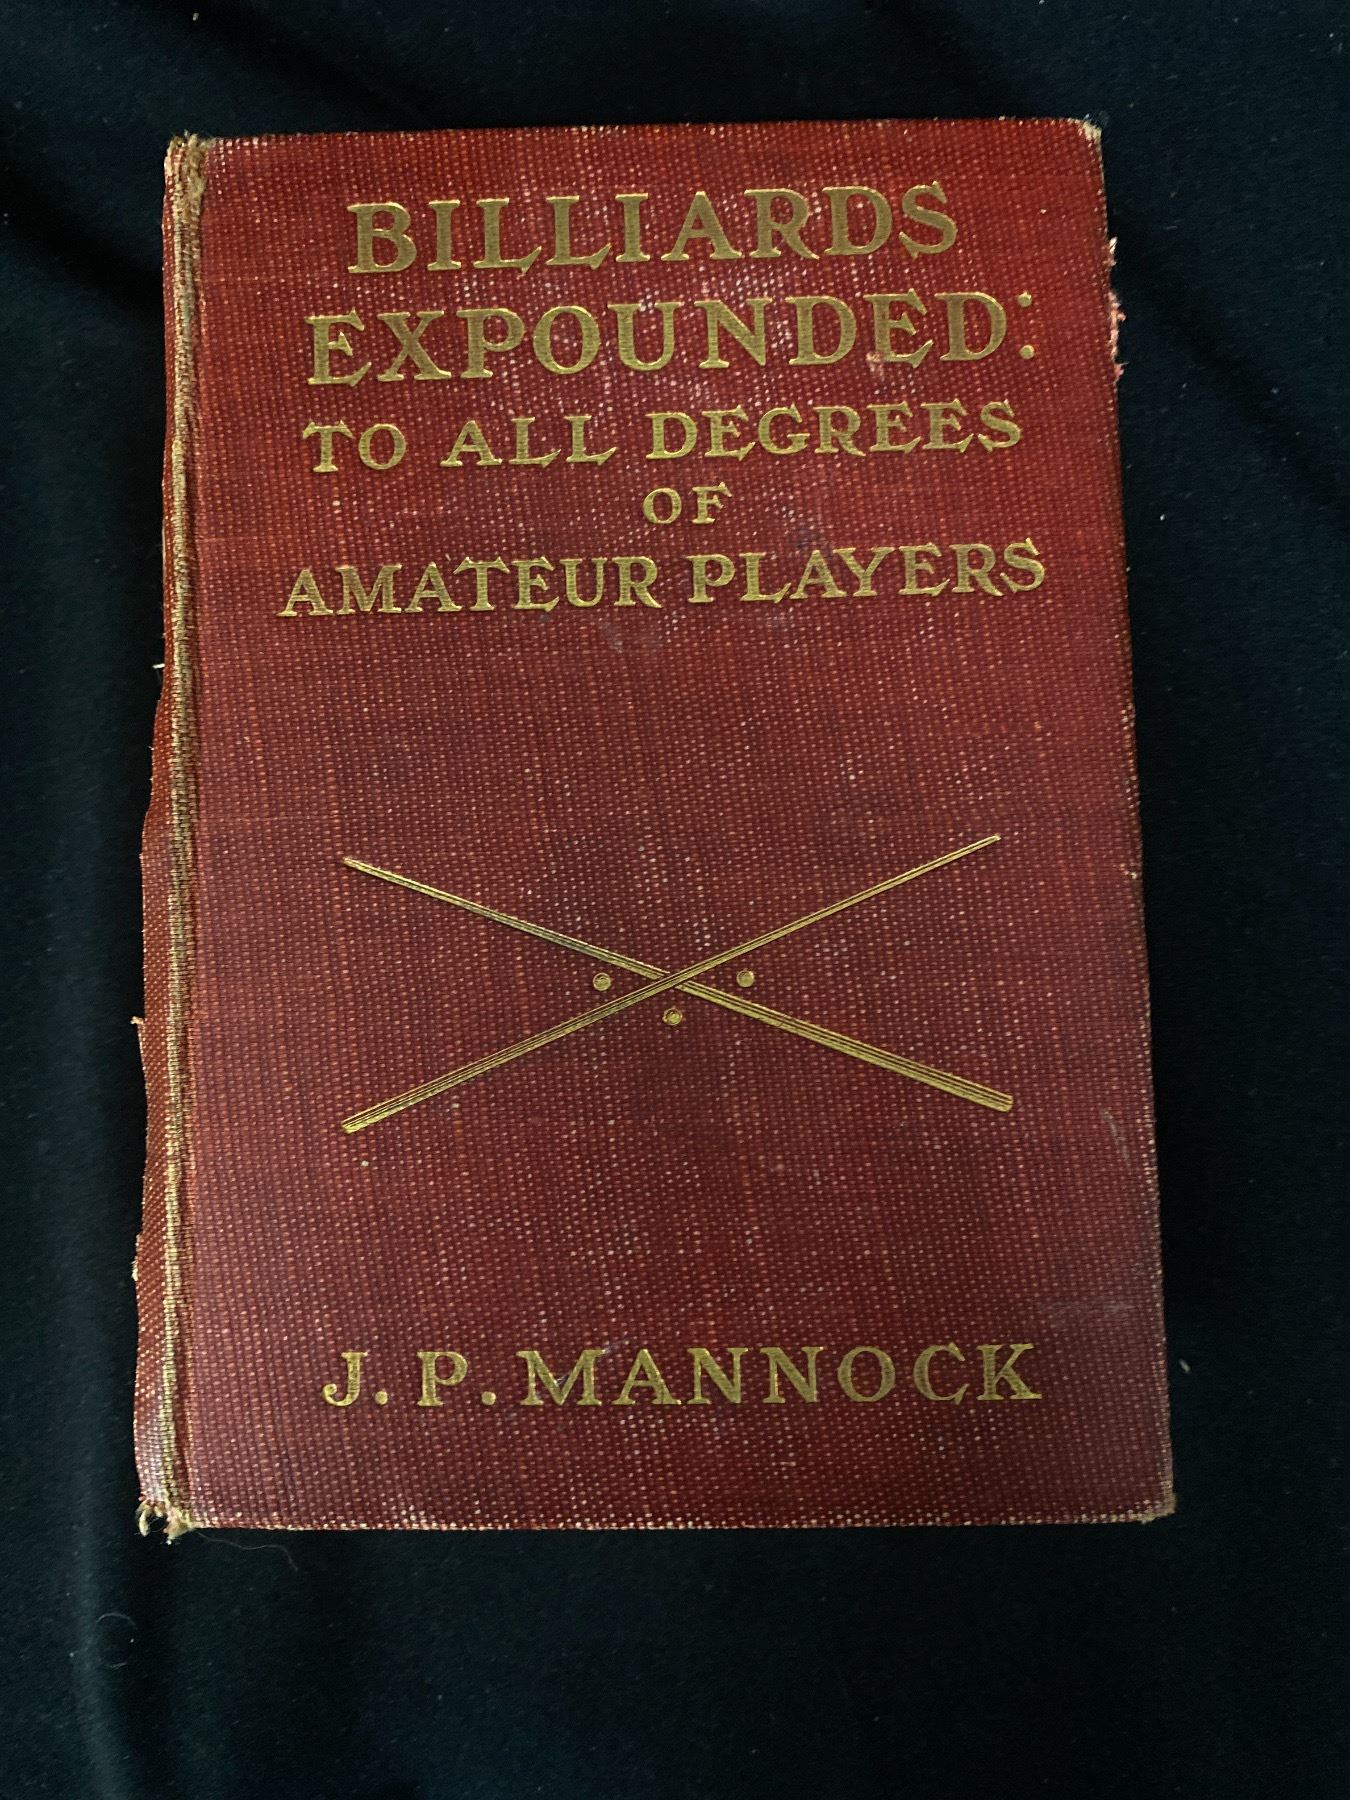 BILLIARDS
EXPOUNDED:
TO ALL DEGREES
OF
AMATEUR PLAYERS
J. P. MANNOCK